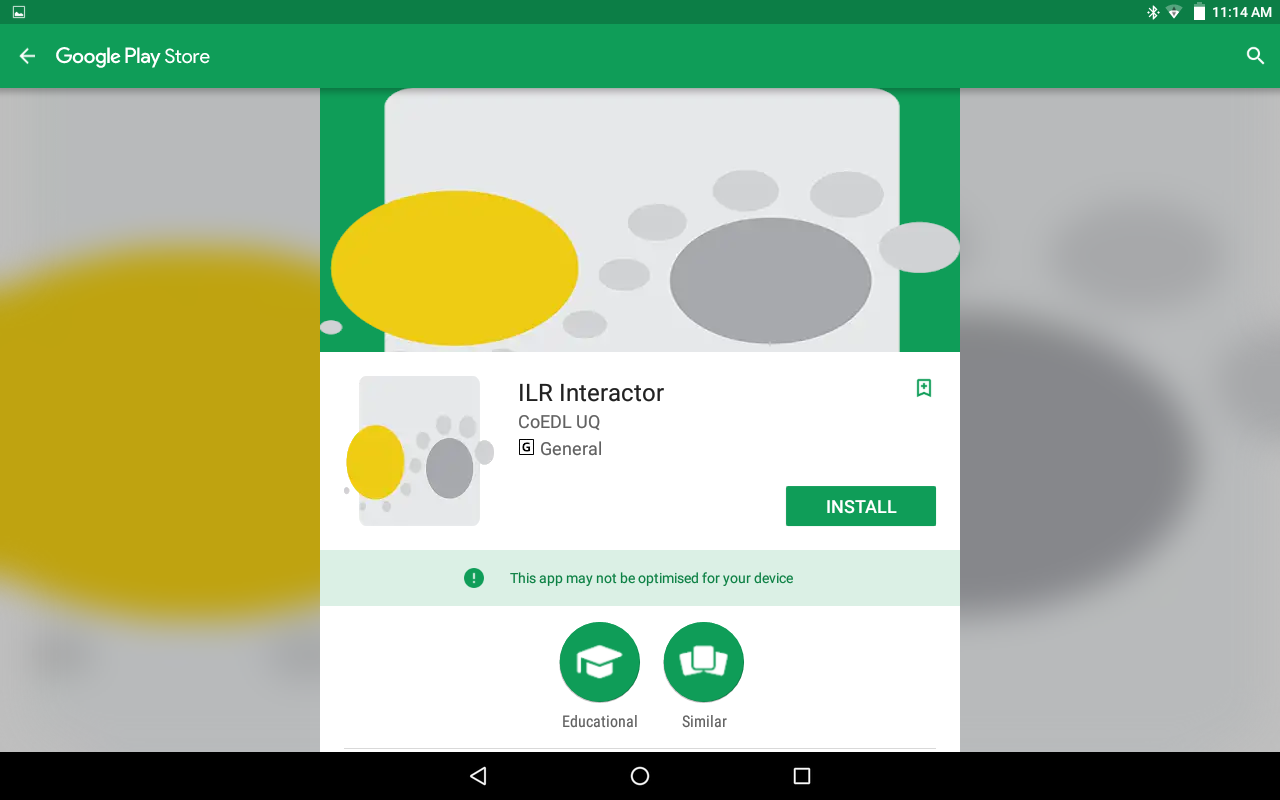 11:14 AM
Google Play Store
ILR Interactor
CoEDL UQ
G General
INSTALL
! This app may not be optimised for your device
Educational
Similar